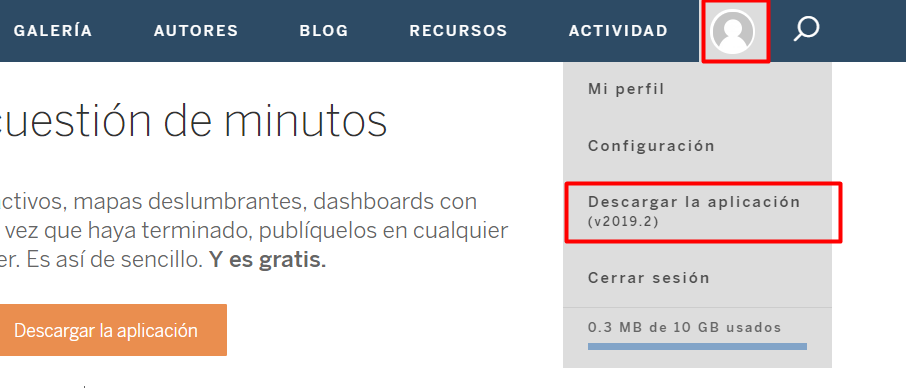 GALERÍA AUTORES BLOG RECURSOS ACTIVIDAD
Mi perfil
Configuración
Descargar la aplicación
(v2019.2)
Cerrar sesión
0.3 MB de 10 GB usados
cuestión de minutos
activos, mapas deslumbrantes, dashboards con
vez que haya terminado, publíquelos en cualquier
er. Es así de sencillo. Y es gratis.
Descargar la aplicación